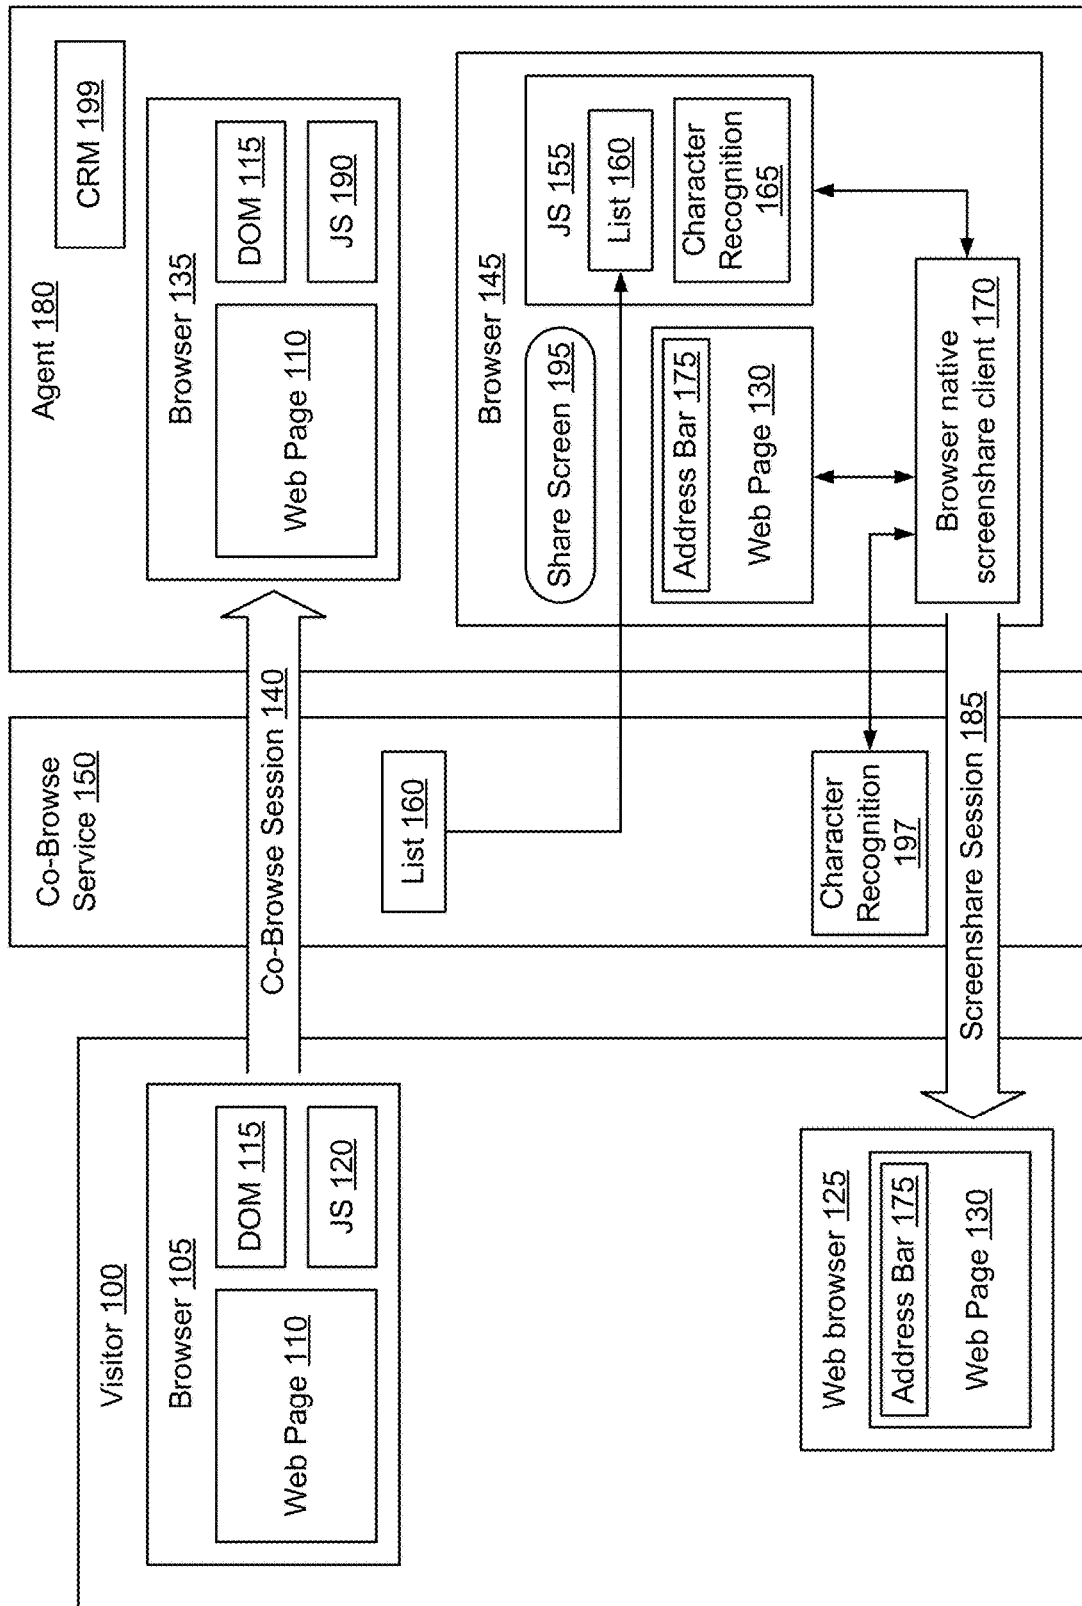 Visitor 100
Browser 105
Web Page 110
DOM 115
JS 120
Web browser 125
Address Bar 175
Web Page 130
Co-Browse
Service 150
Co-Browse Session 140
List 160
Character
Recognition
197
Screenshare Session 185
Agent 180
CRM 199
Browser 135
Web Page 110
DOM 115
JS 190
Browser 145
Share Screen 195
JS 155
List 160
Character
Recognition
165
Address Bar 175
Web Page 130
Browser native
screenshare client 170